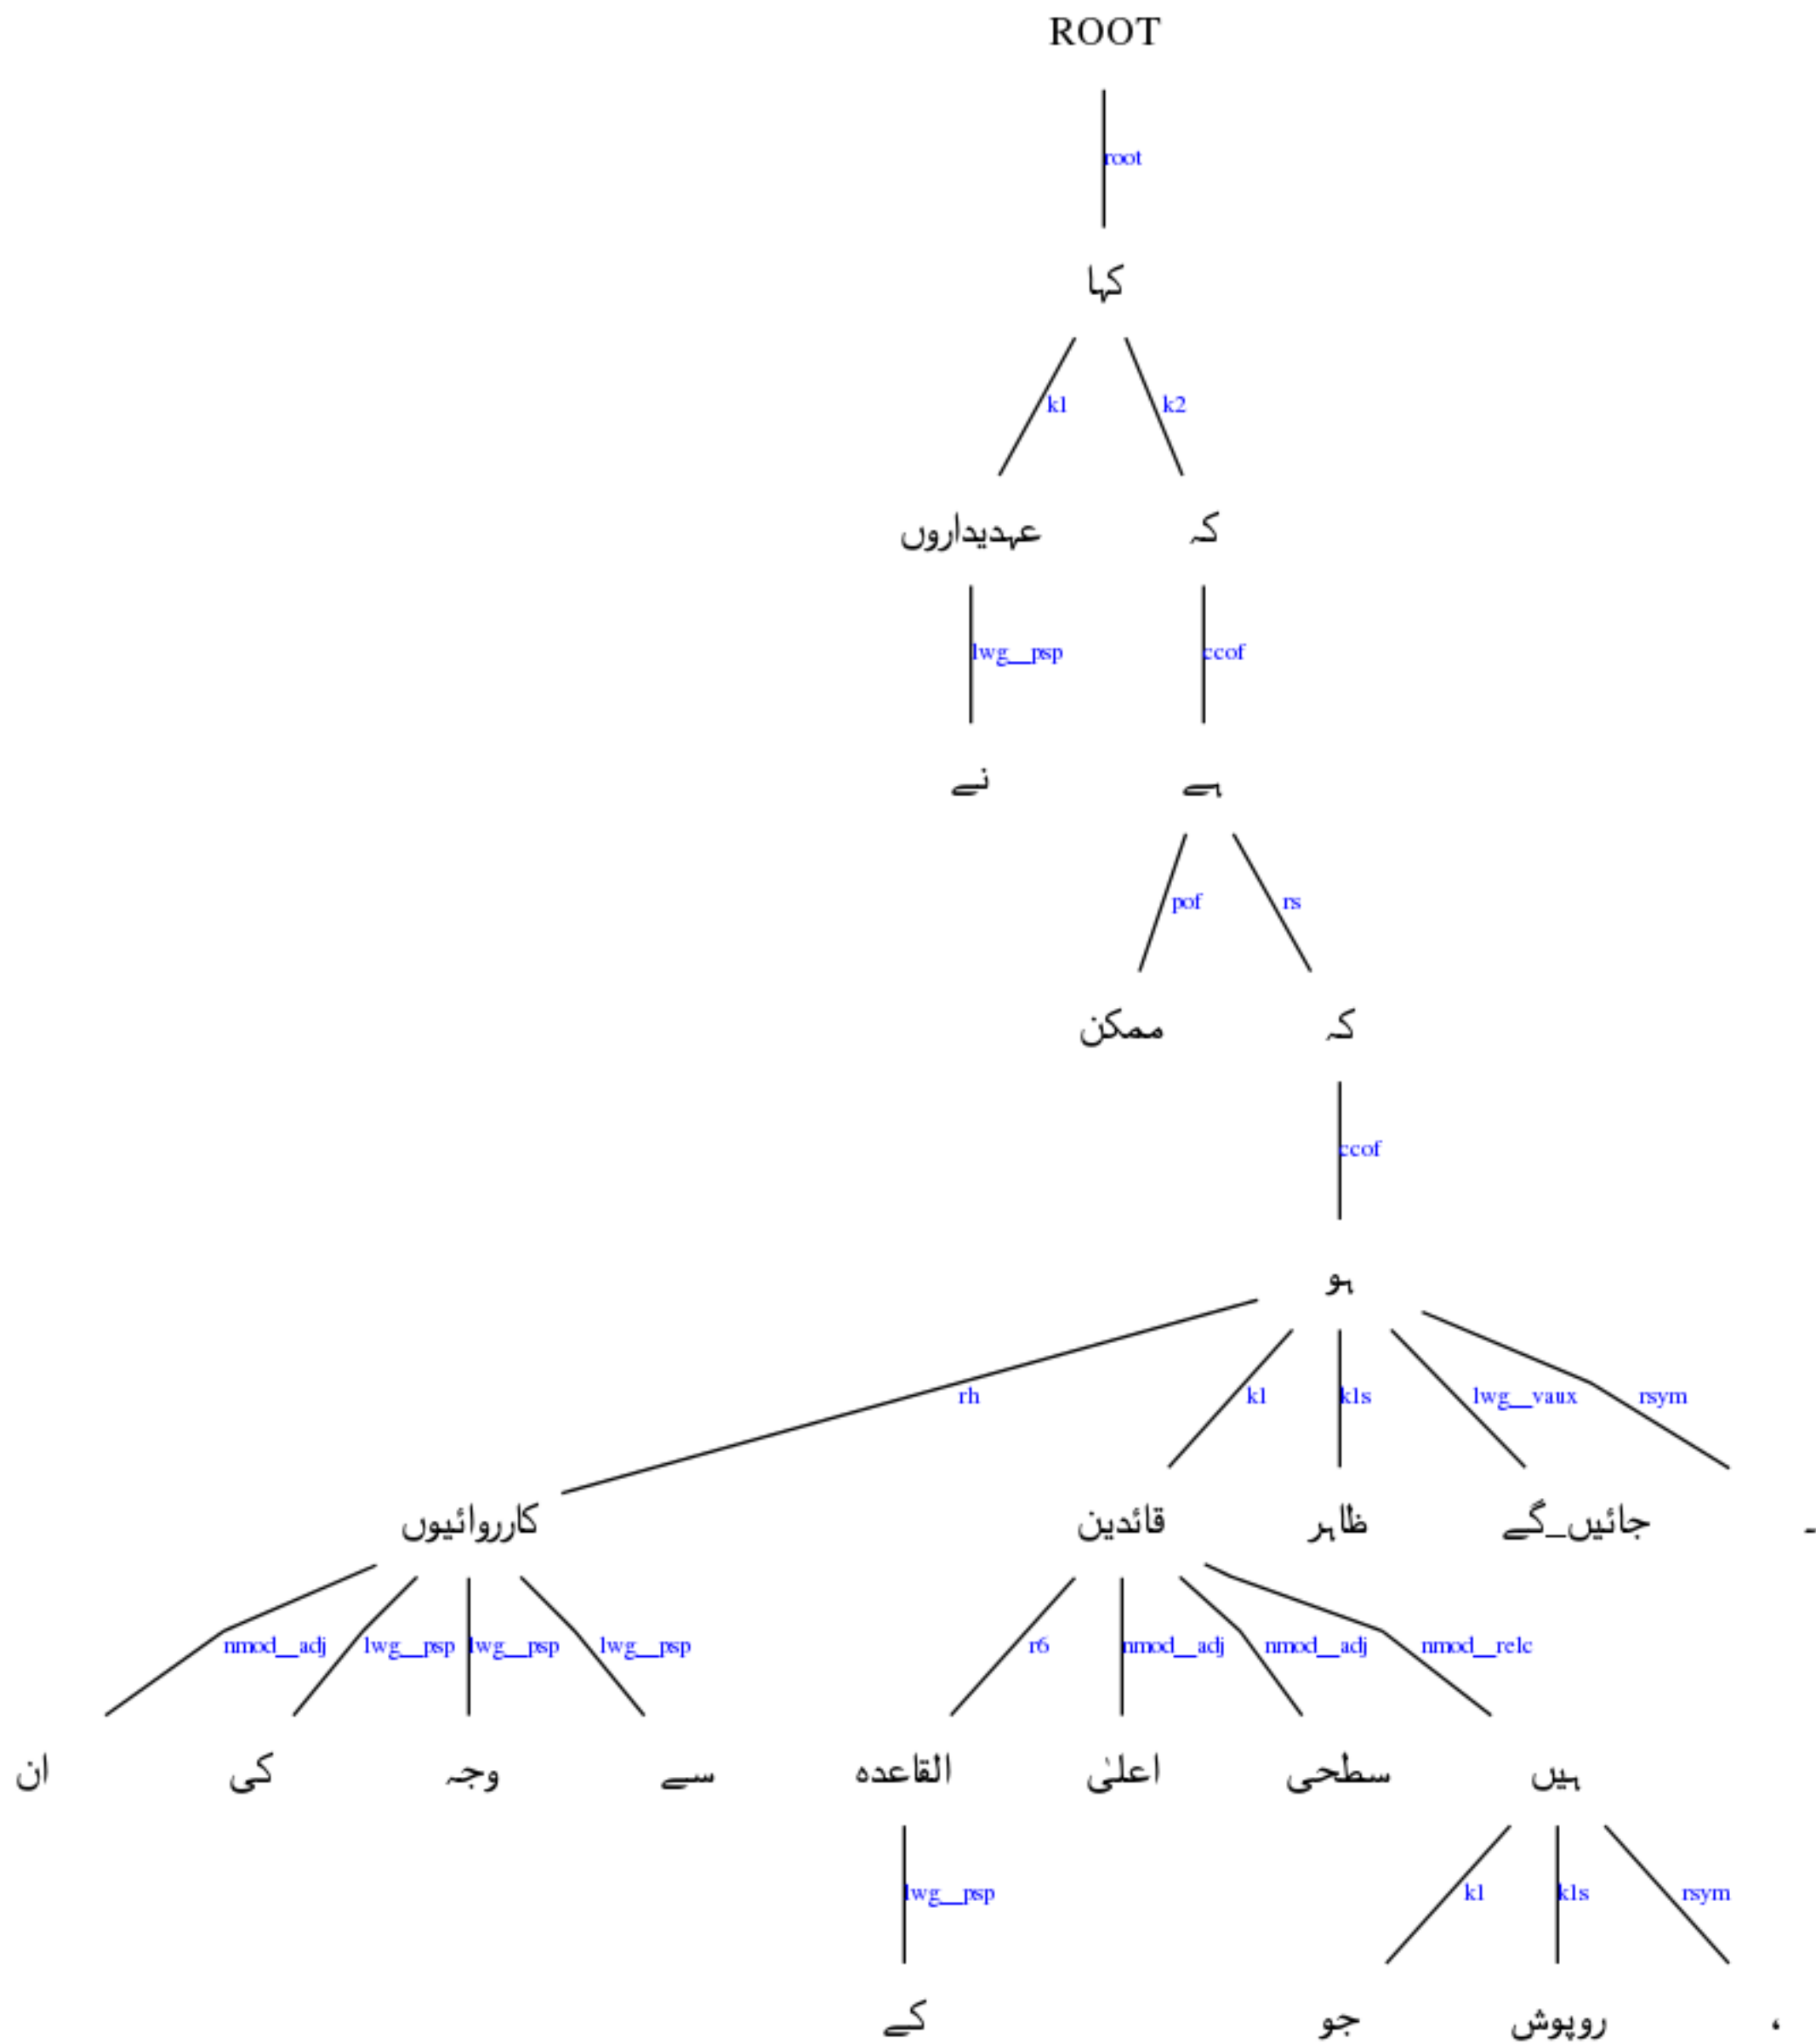 ROOT
root
کہا
k1 k2
عہدیداروں کہ
lwg__psp ccof
نے ہے
pof rs
ممکن کہ
ccof
ہو
rh k1 k1s lwg__vaux rsym
کارروائیوں قائدین ظاہر جائیں_گے ۔
nmod__adj lwg__psp lwg__psp lwg__psp r6 nmod__adj nmod__adj nmod__relc
ان کی وجہ سے القاعدہ اعلیٰ سطحی ہیں
lwg__psp k1 k1s rsym
کے جو روپوش ،